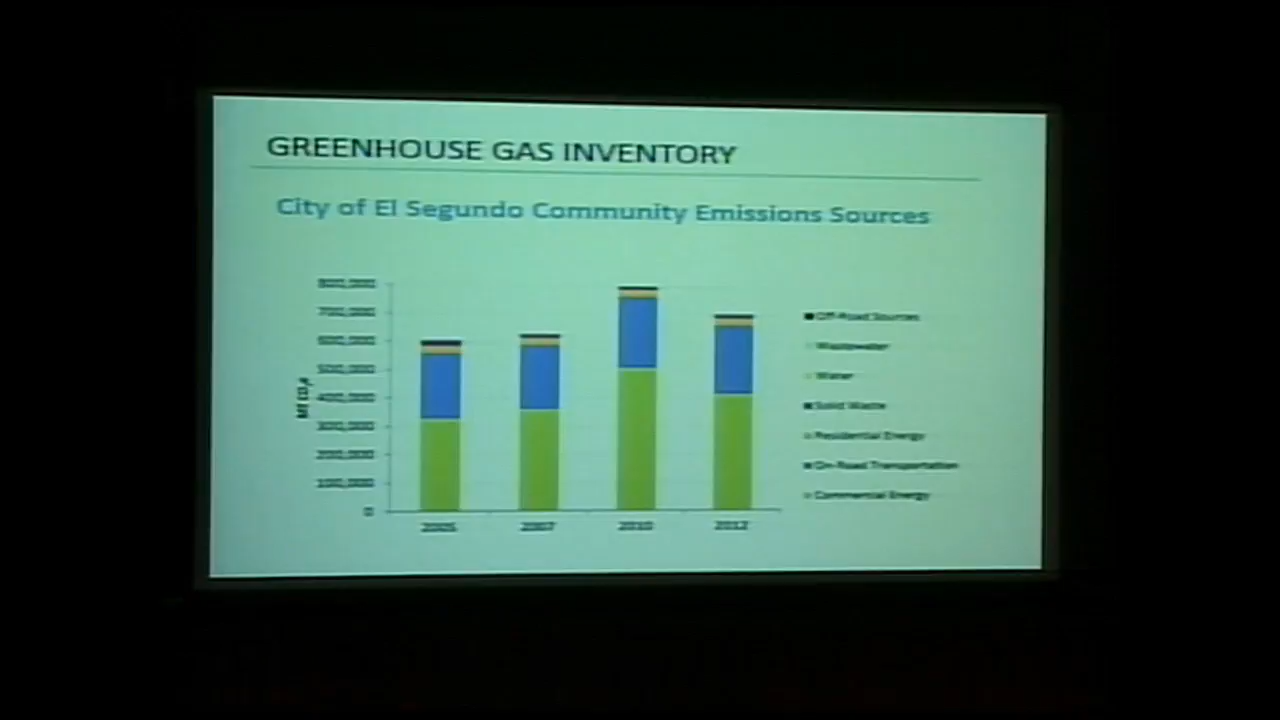 GREENHOUSE GAS INVENTORY
City of El Segundo Community Emissions Sources
800,000
700,000
600,000
500,000
400,000
300,000
200,000
100,000
0
MT CO₂e
2005
2007
2010
2012
Off-Road Sources
Wastewater
Water
Solid Waste
Residential Energy
On-Road Transportation
Commercial Energy